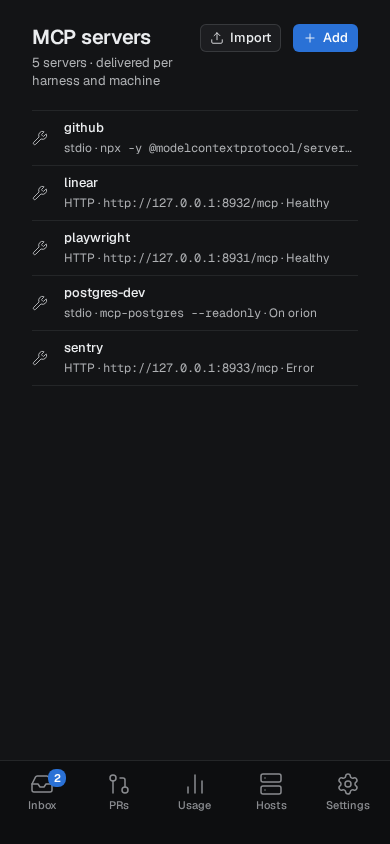 MCP servers
Import
Add
5 servers · delivered per
harness and machine
github
stdio · npx -y @modelcontextprotocol/server…
linear
HTTP · http://127.0.0.1:8932/mcp · Healthy
playwright
HTTP · http://127.0.0.1:8931/mcp · Healthy
postgres-dev
stdio · mcp-postgres --readonly · On orion
sentry
HTTP · http://127.0.0.1:8933/mcp · Error
2
Inbox
PRs
Usage
Hosts
Settings